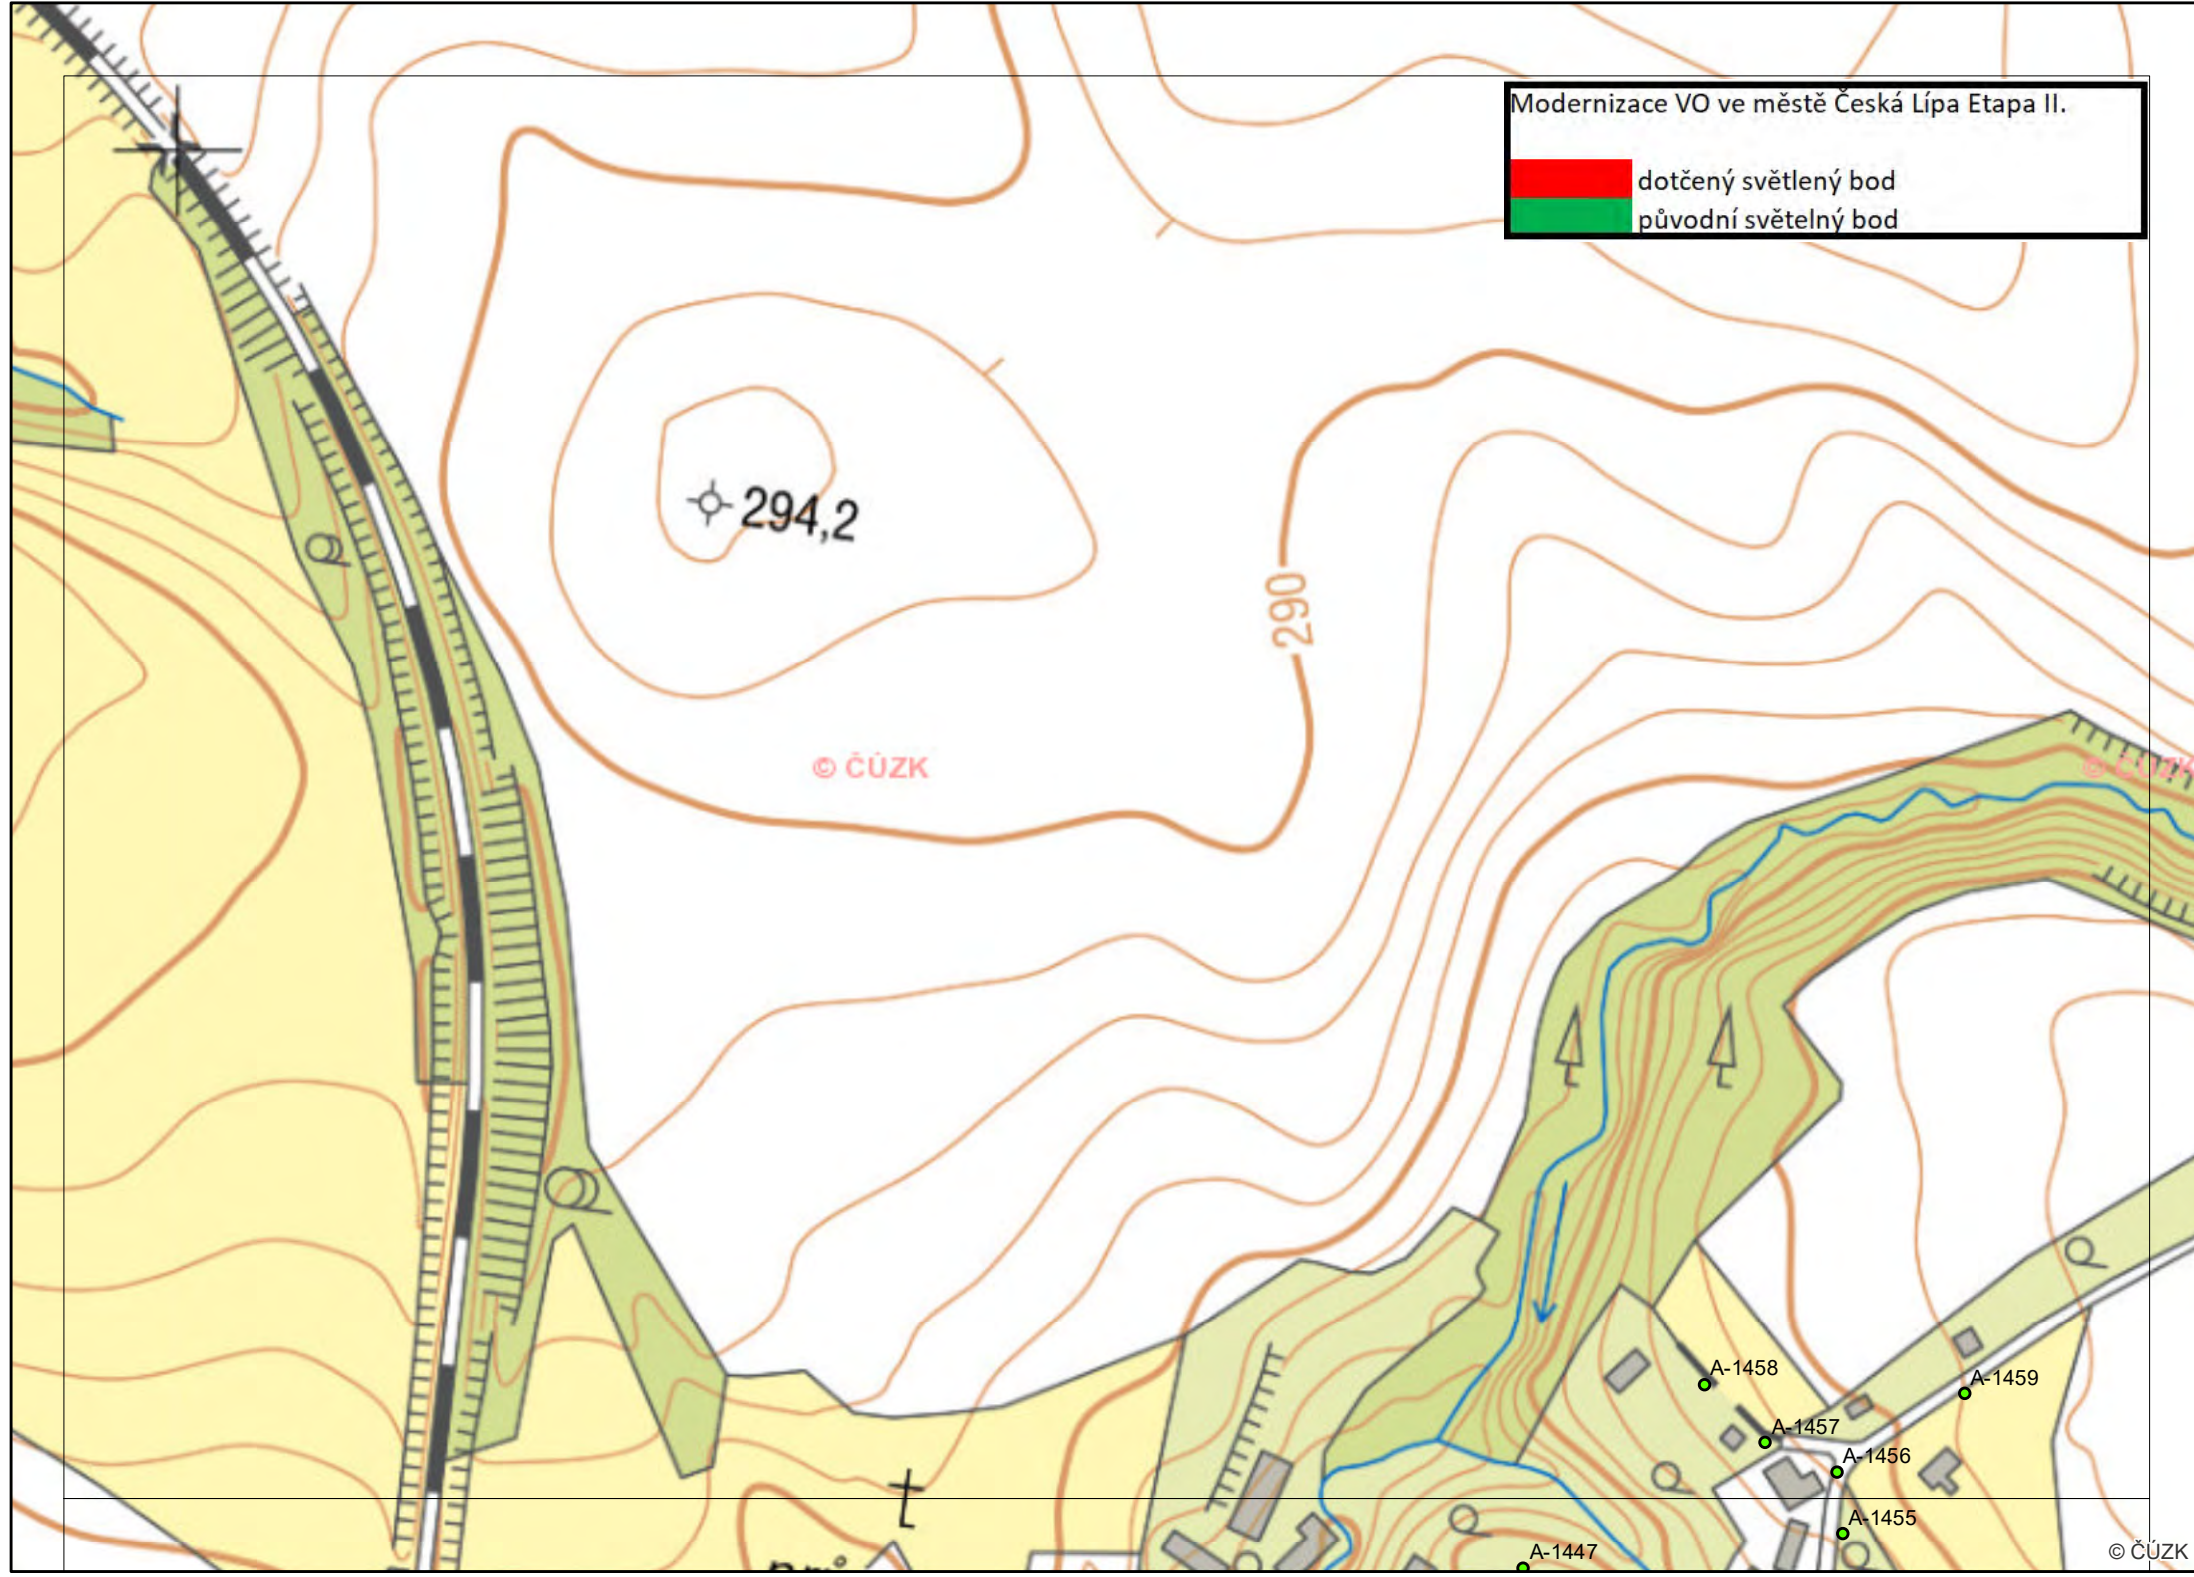 Modernizace VO ve městě Česká Lípa Etapa II.
dotčený světlený bod
původní světelný bod
294,2
290
© ČÚZK
© ČÚZK
A-1458
A-1459
A-1457
A-1456
A-1455
A-1447
© ČÚZK